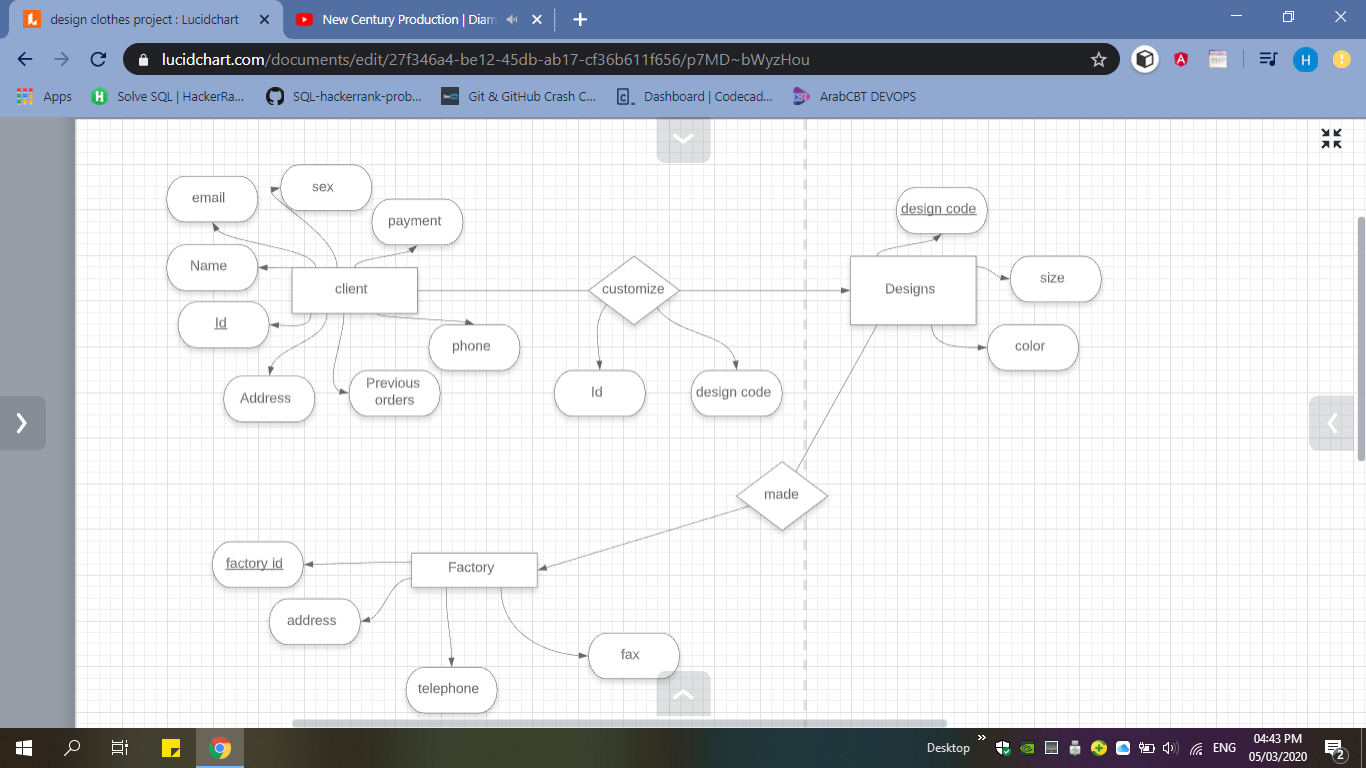 design clothes project : Lucidchart
New Century Production | Diam
lucidchart.com/documents/edit/27f346a4-be12-45db-ab17-cf36b611f656/p7MD~bWyzHou
PHP
H
Apps
Solve SQL | HackerRa...
SQL-hackerrank-prob...
Git & GitHub Crash C...
Dashboard | Codecad...
ArabCBT DEVOPS
email
sex
payment
Name
client
Id
phone
Address
Previous
orders
customize
Id
design code
design code
Designs
size
color
made
factory id
Factory
address
telephone
fax
Desktop
ENG
04:43 PM
05/03/2020
2